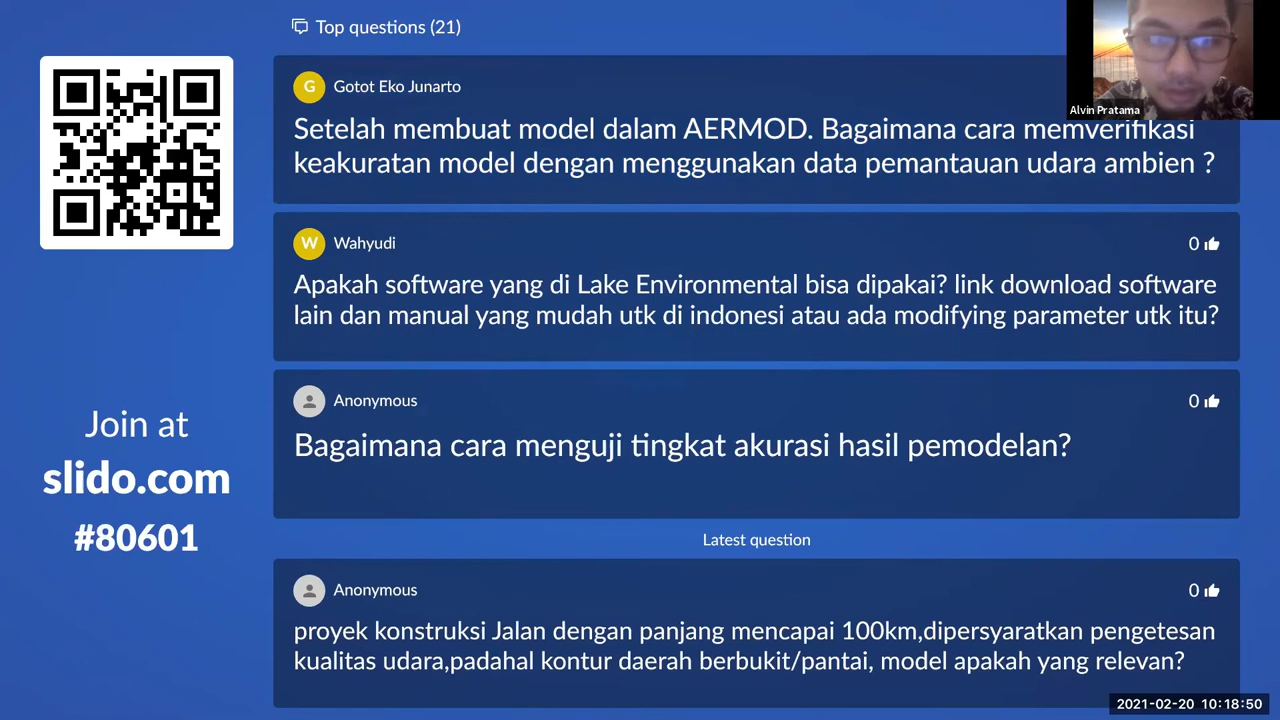 Top questions (21)
G Gotot Eko Junarto
Setelah membuat model dalam AERMOD. Bagaimana cara memverifikasi
keakuratan model dengan menggunakan data pemantauan udara ambien ?
Alvin Pratama
W Wahyudi
0
Apakah software yang di Lake Environmental bisa dipakai? link download software
lain dan manual yang mudah utk di indonesi atau ada modifying parameter utk itu?
Anonymous
0
Bagaimana cara menguji tingkat akurasi hasil pemodelan?
Join at
slido.com
#80601
Latest question
Anonymous
0
proyek konstruksi Jalan dengan panjang mencapai 100km,dipersyaratkan pengetesan
kualitas udara,padahal kontur daerah berbukit/pantai, model apakah yang relevan?
2021-02-20 10:18:50